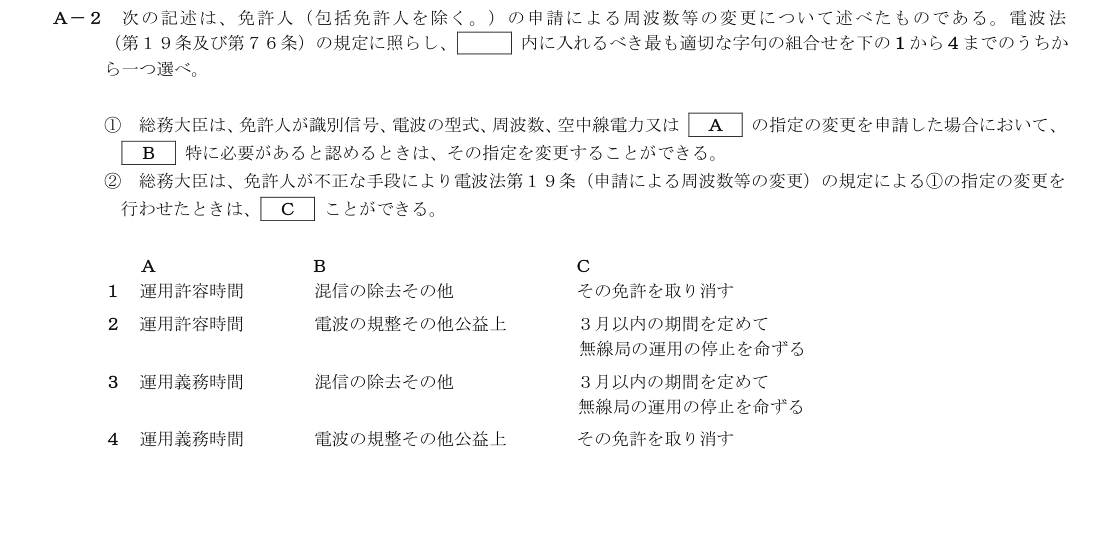 A－2　次の記述は、免許人（包括免許人を除く。）の申請による周波数等の変更について述べたものである。電波法
（第１９条及び第７６条）の規定に照らし、　　　内に入れるべき最も適切な字句の組合せを下の1から4までのうちか
ら一つ選べ。
①　総務大臣は、免許人が識別信号、電波の型式、周波数、空中線電力又は A の指定の変更を申請した場合において、
B 特に必要があると認めるときは、その指定を変更することができる。
②　総務大臣は、免許人が不正な手段により電波法第１９条（申請による周波数等の変更）の規定による①の指定の変更を
行わせたときは、 C ことができる。
A　B　C
1　運用許容時間　混信の除去その他　その免許を取り消す
2　運用許容時間　電波の規整その他公益上　３月以内の期間を定めて
無線局の運用の停止を命ずる
3　運用義務時間　混信の除去その他　３月以内の期間を定めて
無線局の運用の停止を命ずる
4　運用義務時間　電波の規整その他公益上　その免許を取り消す